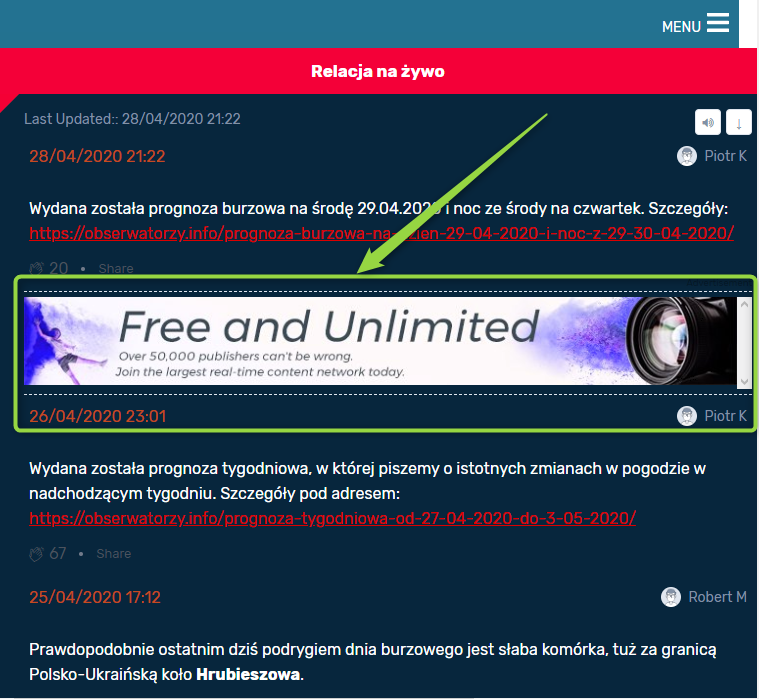 MENU
Relacja na żywo
Last Updated:: 28/04/2020 21:22
28/04/2020 21:22
Piotr K
Wydana została prognoza burzowa na środę 29.04.2020 i noc ze środy na czwartek. Szczegóły:
https://obserwatorzy.info/prognoza-burzowa-na-dzien-29-04-2020-i-noc-z-29-30-04-2020/
20 • Share
Free and Unlimited
Over 50,000 publishers can't be wrong.
Join the largest real-time content network today.
26/04/2020 23:01
Piotr K
Wydana została prognoza tygodniowa, w której piszemy o istotnych zmianach w pogodzie w
nadchodzącym tygodniu. Szczegóły pod adresem:
https://obserwatorzy.info/prognoza-tygodniowa-od-27-04-2020-do-3-05-2020/
67 • Share
25/04/2020 17:12
Robert M
Prawdopodobnie ostatnim dziś podrygiem dnia burzowego jest słaba komórka, tuż za granicą
Polsko-Ukraińską koło Hrubieszowa.